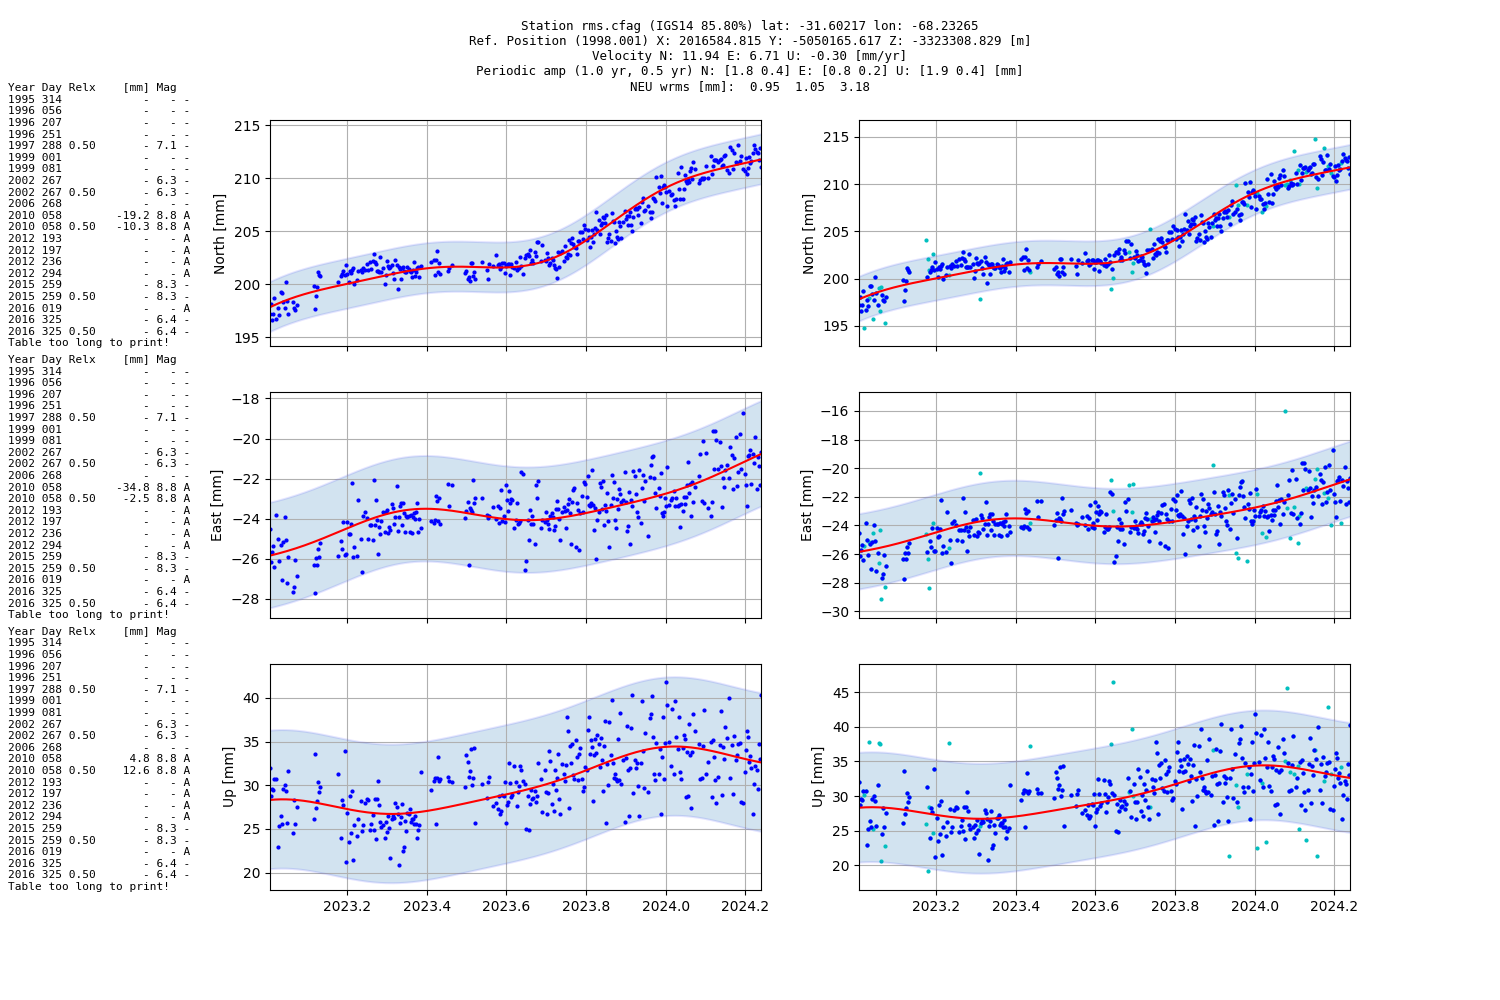 Station rms.cfag (IGS14 85.80%) lat: -31.60217 lon: -68.23265
Ref. Position (1998.001) X: 2016584.815 Y: -5050165.617 Z: -3323308.829 [m]
Velocity N: 11.94 E: 6.71 U: -0.30 [mm/yr]
Periodic amp (1.0 yr, 0.5 yr) N: [1.8 0.4] E: [0.8 0.2] U: [1.9 0.4] [mm]
NEU wrms [mm]:  0.95  1.05  3.18
Year Day Relx    [mm] Mag
1995 314            -   - -
1996 056            -   - -
1996 207            -   - -
1996 251            -   - -
1997 288 0.50       - 7.1 -
1999 001            -   - -
1999 081            -   - -
2002 267            - 6.3 -
2002 267 0.50       - 6.3 -
2006 268            -   - -
2010 058        -19.2 8.8 A
2010 058 0.50   -10.3 8.8 A
2012 193            -   - A
2012 197            -   - A
2012 236            -   - A
2012 294            -   - A
2015 259            - 8.3 -
2015 259 0.50       - 8.3 -
2016 019            -   - A
2016 325            - 6.4 -
2016 325 0.50       - 6.4 -
Table too long to print!
North [mm]
215
210
205
200
195
North [mm]
215
210
205
200
195
Year Day Relx    [mm] Mag
1995 314            -   - -
1996 056            -   - -
1996 207            -   - -
1996 251            -   - -
1997 288 0.50       - 7.1 -
1999 001            -   - -
1999 081            -   - -
2002 267            - 6.3 -
2002 267 0.50       - 6.3 -
2006 268            -   - -
2010 058        -34.8 8.8 A
2010 058 0.50    -2.5 8.8 A
2012 193            -   - A
2012 197            -   - A
2012 236            -   - A
2012 294            -   - A
2015 259            - 8.3 -
2015 259 0.50       - 8.3 -
2016 019            -   - A
2016 325            - 6.4 -
2016 325 0.50       - 6.4 -
Table too long to print!
East [mm]
−18
−20
−22
−24
−26
−28
East [mm]
−16
−18
−20
−22
−24
−26
−28
−30
Year Day Relx    [mm] Mag
1995 314            -   - -
1996 056            -   - -
1996 207            -   - -
1996 251            -   - -
1997 288 0.50       - 7.1 -
1999 001            -   - -
1999 081            -   - -
2002 267            - 6.3 -
2002 267 0.50       - 6.3 -
2006 268            -   - -
2010 058          4.8 8.8 A
2010 058 0.50    12.6 8.8 A
2012 193            -   - A
2012 197            -   - A
2012 236            -   - A
2012 294            -   - A
2015 259            - 8.3 -
2015 259 0.50       - 8.3 -
2016 019            -   - A
2016 325            - 6.4 -
2016 325 0.50       - 6.4 -
Table too long to print!
Up [mm]
40
35
30
25
20
2023.2 2023.4 2023.6 2023.8 2024.0 2024.2
Up [mm]
45
40
35
30
25
20
2023.2 2023.4 2023.6 2023.8 2024.0 2024.2